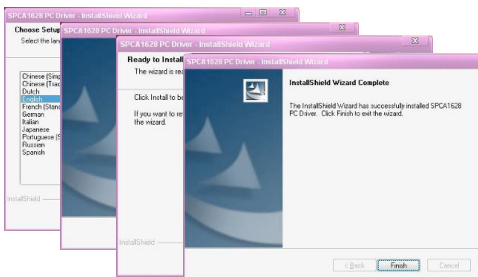 SPCA1628 PC Driver - InstallShield Wizard
Choose Setup
Select the lan
Chinese (Simp
Chinese (Trad
Dutch
English
French (Stand
German
Italian
Japanese
Portuguese (S
Russian
Spanish
InstallShield
SPCA1628 PC Driver - InstallShield Wizard
SPCA1628 PC Driver - InstallShield Wizard
Ready to Install
The wizard is rea
Click Install to be
If you want to re
the wizard.
InstallShield
SPCA1628 PC Driver - InstallShield Wizard
InstallShield Wizard Complete
The InstallShield Wizard has successfully installed SPCA1628
PC Driver. Click Finish to exit the wizard.
< Back
Finish
Cancel